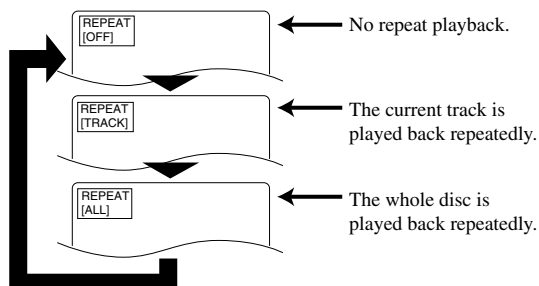 REPEAT
[OFF]
No repeat playback.
REPEAT
[TRACK]
The current track is
played back repeatedly.
REPEAT
[ALL]
The whole disc is
played back repeatedly.